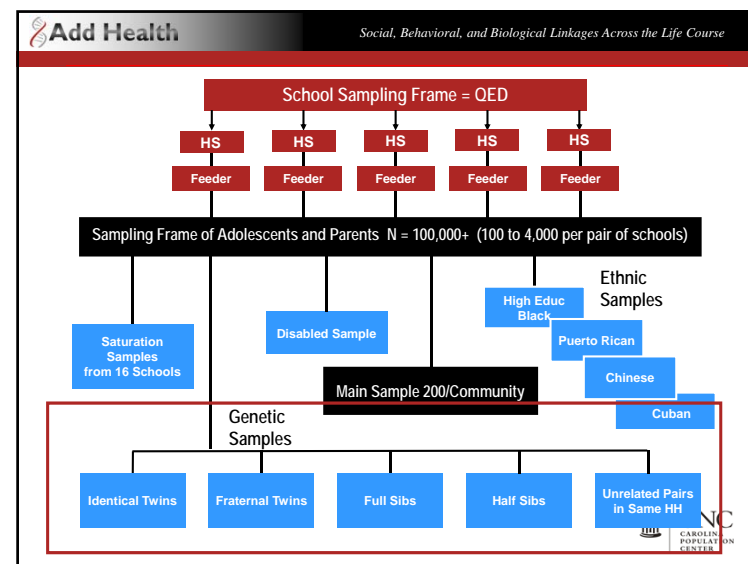 Add Health
Social, Behavioral, and Biological Linkages Across the Life Course
School Sampling Frame = QED
HS
HS
HS
HS
HS
Feeder
Feeder
Feeder
Feeder
Feeder
Sampling Frame of Adolescents and Parents N = 100,000+ (100 to 4,000 per pair of schools)
Saturation
Samples
from 16 Schools
Disabled Sample
Main Sample 200/Community
Ethnic
Samples
High Educ
Black
Puerto Rican
Chinese
Cuban
Genetic
Samples
Identical Twins
Fraternal Twins
Full Sibs
Half Sibs
Unrelated Pairs
in Same HH
NC
CAROLINA
POPULATION
CENTER